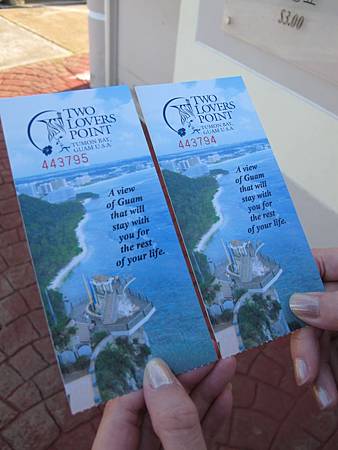 $3.00
TWO
LOVERS
POINT
TUMON BAY,
GUAM U.S.A.
443795
A view
of Guam
that will
stay with
you for
the rest
of your life.
TWO
LOVERS
POINT
TUMON BAY,
GUAM U.S.A.
443794
A view
of Guam
that will
stay with
you for
the rest
of your life.